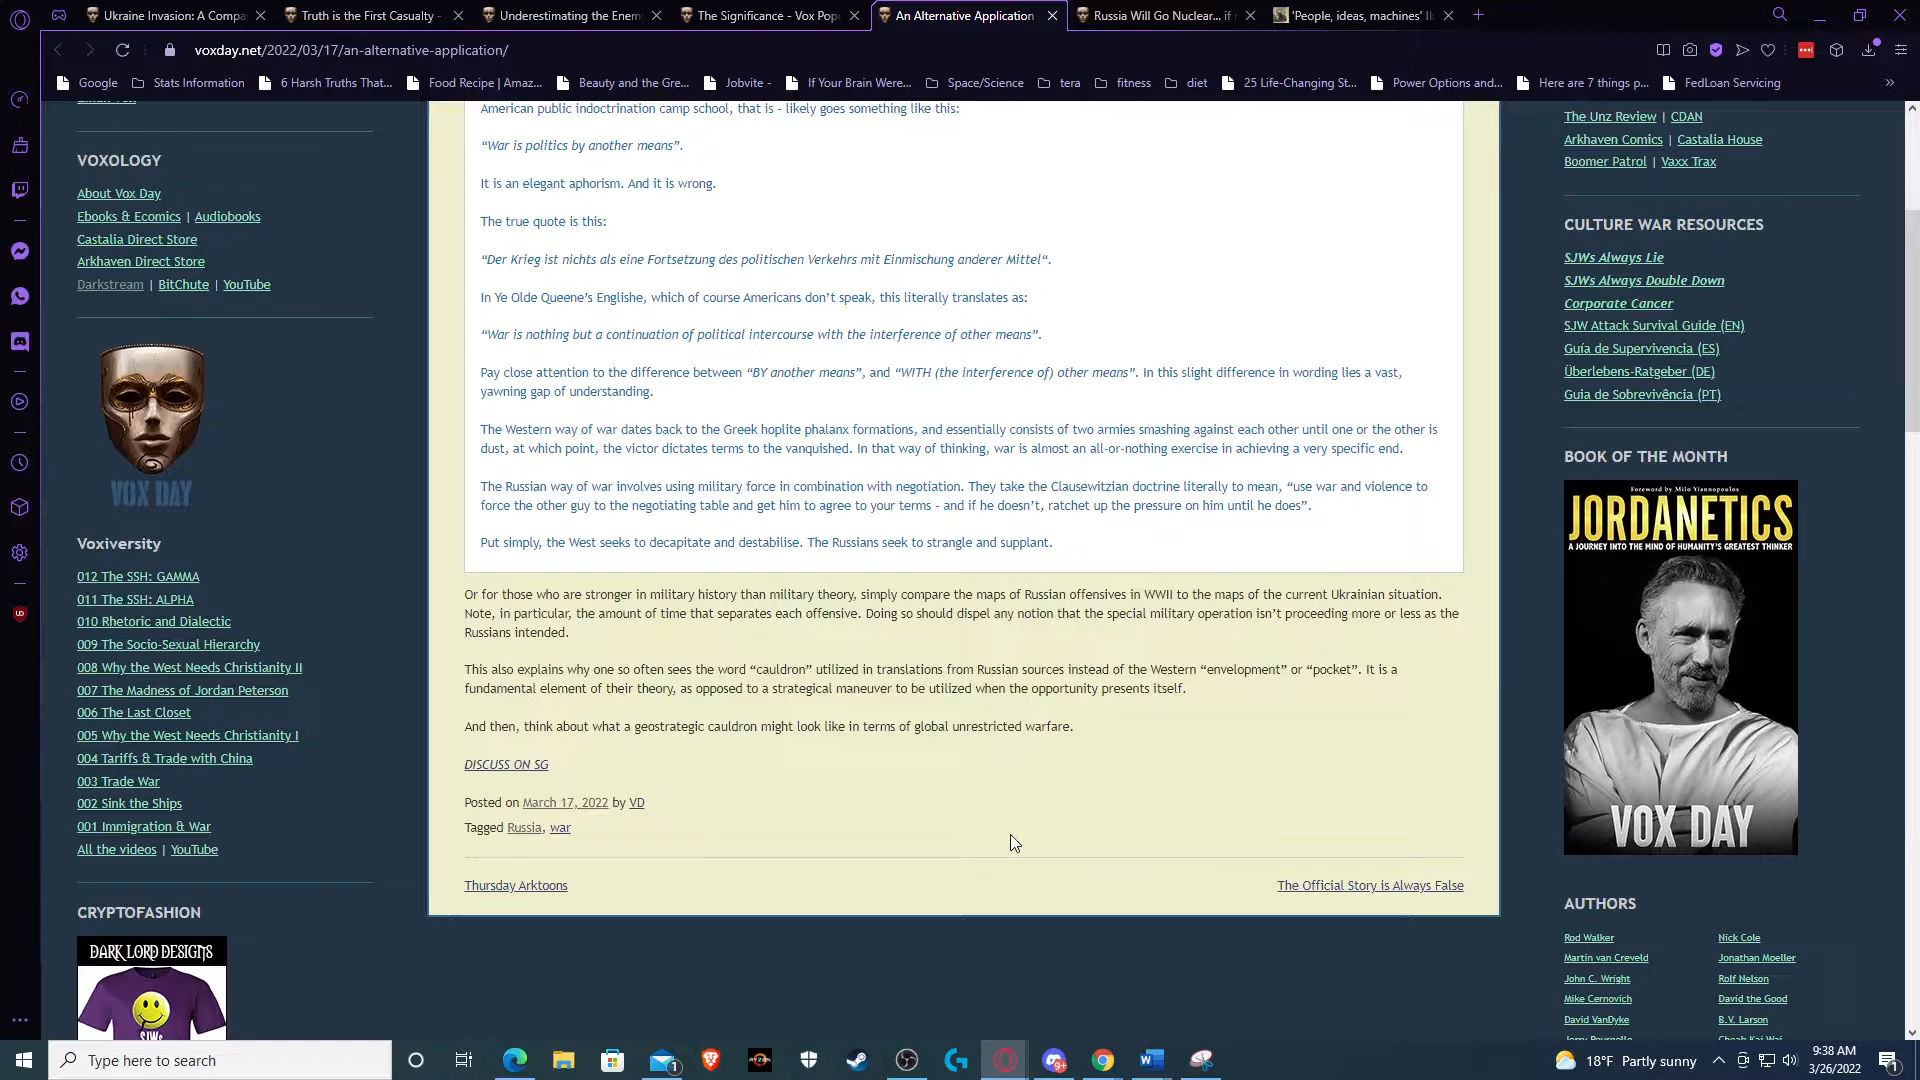 Ukraine Invasion: A Compa
Truth is the First Casualty -
Underestimating the Enem
The Significance - Vox Pop
An Alternative Application
Russia Will Go Nuclear... if
'People, ideas, machines' II
voxday.net/2022/03/17/an-alternative-application/
Google
Stats Information
6 Harsh Truths That...
Food Recipe | Amaz...
Beauty and the Gre...
Jobvite -
If Your Brain Were...
Space/Science
tera
fitness
diet
25 Life-Changing St...
Power Options and...
Here are 7 things p...
FedLoan Servicing
VOXOLOGY
About Vox Day
Ebooks & Ecomics | Audiobooks
Castalia Direct Store
Arkhaven Direct Store
Darkstream | BitChute | YouTube
VOX DAY
Voxiversity
012 The SSH: GAMMA
011 The SSH: ALPHA
010 Rhetoric and Dialectic
009 The Socio-Sexual Hierarchy
008 Why the West Needs Christianity II
007 The Madness of Jordan Peterson
006 The Last Closet
005 Why the West Needs Christianity I
004 Tariffs & Trade with China
003 Trade War
002 Sink the Ships
001 Immigration & War
All the videos | YouTube
CRYPTOFASHION
DARK LORD DESIGNS
SJWs
American public indoctrination camp school, that is - likely goes something like this:
“War is politics by another means”.
It is an elegant aphorism. And it is wrong.
The true quote is this:
“Der Krieg ist nichts als eine Fortsetzung des politischen Verkehrs mit Einmischung anderer Mittel“.
In Ye Olde Queene’s Englishe, which of course Americans don’t speak, this literally translates as:
“War is nothing but a continuation of political intercourse with the interference of other means”.
Pay close attention to the difference between “BY another means”, and “WITH (the interference of) other means”. In this slight difference in wording lies a vast,
yawning gap of understanding.
The Western way of war dates back to the Greek hoplite phalanx formations, and essentially consists of two armies smashing against each other until one or the other is
dust, at which point, the victor dictates terms to the vanquished. In that way of thinking, war is almost an all-or-nothing exercise in achieving a very specific end.
The Russian way of war involves using military force in combination with negotiation. They take the Clausewitzian doctrine literally to mean, “use war and violence to
force the other guy to the negotiating table and get him to agree to your terms - and if he doesn’t, ratchet up the pressure on him until he does”.
Put simply, the West seeks to decapitate and destabilise. The Russians seek to strangle and supplant.
Or for those who are stronger in military history than military theory, simply compare the maps of Russian offensives in WWII to the maps of the current Ukrainian situation.
Note, in particular, the amount of time that separates each offensive. Doing so should dispel any notion that the special military operation isn’t proceeding more or less as the
Russians intended.
This also explains why one so often sees the word “cauldron” utilized in translations from Russian sources instead of the Western “envelopment” or “pocket”. It is a
fundamental element of their theory, as opposed to a strategical maneuver to be utilized when the opportunity presents itself.
And then, think about what a geostrategic cauldron might look like in terms of global unrestricted warfare.
DISCUSS ON SG
Posted on March 17, 2022 by VD
Tagged Russia, war
Thursday Arktoons
The Official Story is Always False
The Unz Review | CDAN
Arkhaven Comics | Castalia House
Boomer Patrol | Vaxx Trax
CULTURE WAR RESOURCES
SJWs Always Lie
SJWs Always Double Down
Corporate Cancer
SJW Attack Survival Guide (EN)
Guía de Supervivencia (ES)
Überlebens-Ratgeber (DE)
Guia de Sobrevivência (PT)
BOOK OF THE MONTH
Foreword by Milo Yiannopoulos
JORDANETICS
A JOURNEY INTO THE MIND OF HUMANITY'S GREATEST THINKER
VOX DAY
AUTHORS
Rod Walker
Nick Cole
Martin van Creveld
Jonathan Moeller
John C. Wright
Rolf Nelson
Mike Cernovich
David the Good
David VanDyke
B.V. Larson
Type here to search
1
RYZEN
9+
18°F Partly sunny
9:38 AM
3/26/2022
1